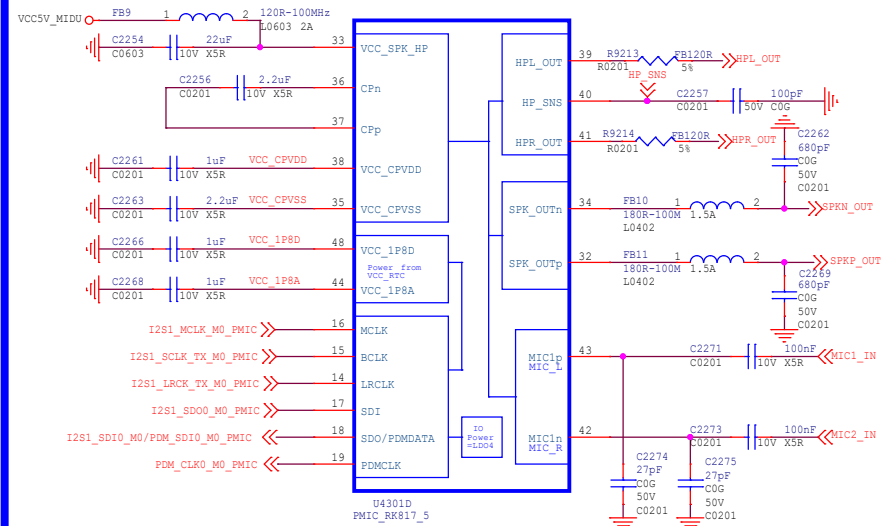 VCC5V_MIDU
FB9 1 2 120R-100MHz
L0603 2A
C2254 22uF
C0603 10V X5R
33 VCC_SPK_HP
C2256 2.2uF
C0201 10V X5R
36 CPn
37 CPp
C2261 1uF VCC_CPVDD
C0201 10V X5R
38 VCC_CPVDD
C2263 2.2uF VCC_CPVSS
C0201 10V X5R
35 VCC_CPVSS
C2266 1uF VCC_1P8D
C0201 10V X5R
48 VCC_1P8D
Power from
VCC_RTC
C2268 1uF VCC_1P8A
C0201 10V X5R
44 VCC_1P8A
I2S1_MCLK_M0_PMIC 16 MCLK
I2S1_SCLK_TX_M0_PMIC 15 BCLK
I2S1_LRCK_TX_M0_PMIC 14 LRCLK
I2S1_SDO0_M0_PMIC 17 SDI
I2S1_SDI0_M0/PDM_SDI0_M0_PMIC 18 SDO/PDMDATA
PDM_CLK0_M0_PMIC 19 PDMCLK
IO
Power
=LDO4
U4301D
PMIC_RK817_5
HPL_OUT 39 R9213 FB120R HPL_OUT
R0201 5%
HP_SNS
HP_SNS 40 C2257 100pF
C0201 50V C0G
HPR_OUT 41 R9214 FB120R HPR_OUT
R0201 5%
C2262
680pF
C0G
50V
C0201
SPK_OUTn 34 FB10 1 2 SPKN_OUT
180R-100M 1.5A
L0402
SPK_OUTp 32 FB11 1 2 SPKP_OUT
180R-100M 1.5A
L0402
C2269
680pF
C0G
50V
C0201
MIC1p 43 C2271 100nF MIC1_IN
MIC_L C0201 10V X5R
MIC1n 42 C2273 100nF MIC2_IN
MIC_R C0201 10V X5R
C2274
27pF
C0G
50V
C0201
C2275
27pF
C0G
50V
C0201